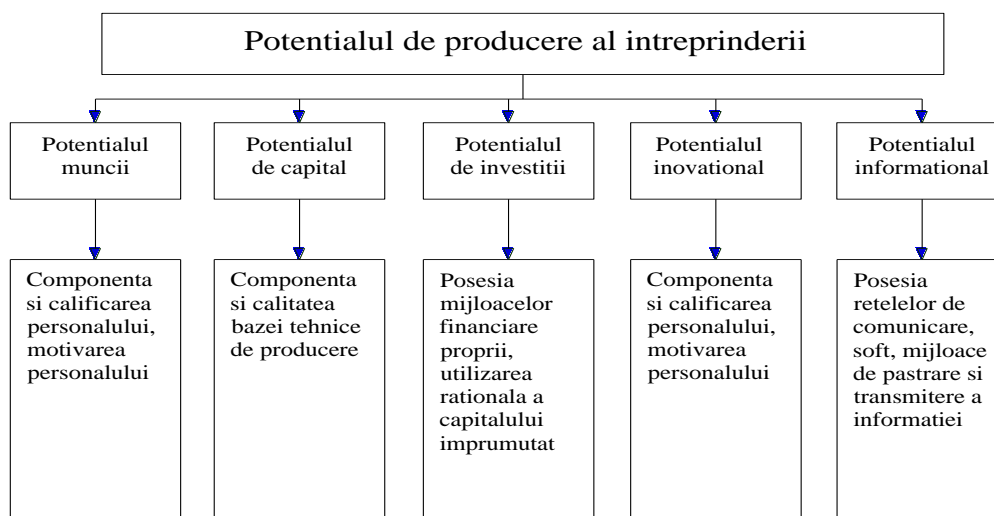 Potentialul de producere al intreprinderii
Potentialul
muncii
Potentialul
de capital
Potentialul
de investitii
Potentialul
inovational
Potentialul
informational
Componenta
si calificarea
personalului,
motivarea
personalului
Componenta
si calitatea
bazei tehnice
de producere
Posesia
mijloacelor
financiare
proprii,
utilizarea
rationala a
capitalului
imprumutat
Componenta
si calificarea
personalului,
motivarea
personalului
Posesia
retelelor de
comunicare,
soft, mijloace
de pastrare si
transmitere a
informatiei